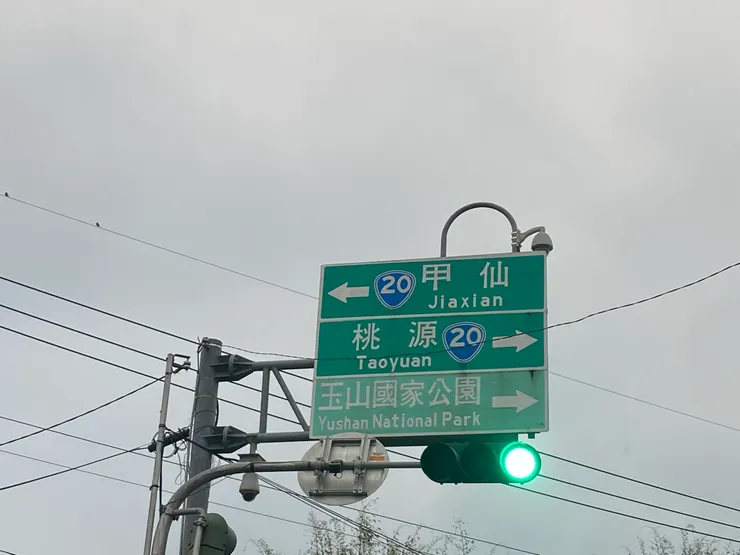 20 甲仙
Jiaxian
桃源 20
Taoyuan
玉山國家公園
Yushan National Park